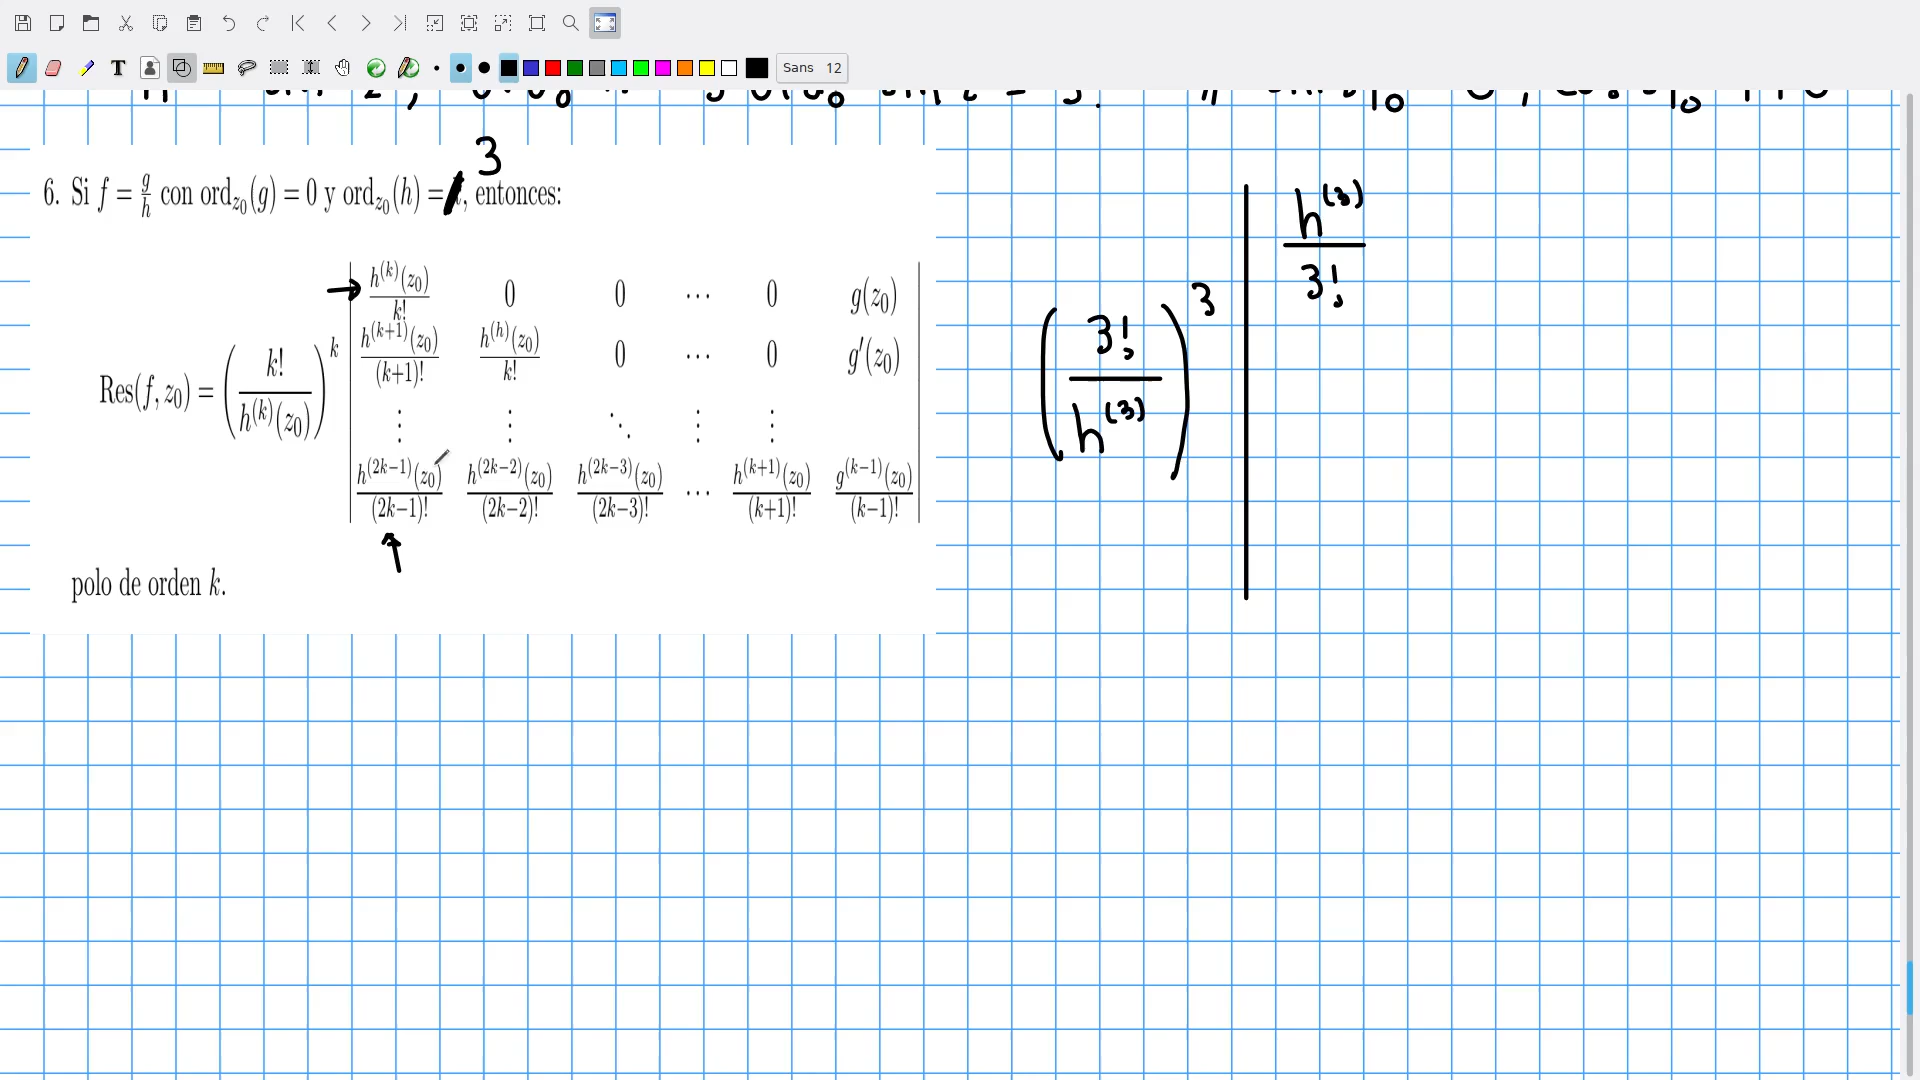 Sans 12
3
6. Si f = g/h con ord_{z_0}(g) = 0 y ord_{z_0}(h) = , entonces:
Res(f, z_0) = (k!/h^{(k)}(z_0))^k
h^{(k)}(z_0)/k! 0 0 ⋯ 0 g(z_0)
h^{(k+1)}(z_0)/(k+1)! h^{(h)}(z_0)/k! 0 ⋯ 0 g′(z_0)
⋮ ⋮ ⋱ ⋮ ⋮
h^{(2k−1)}(z_0)/(2k−1)! h^{(2k−2)}(z_0)/(2k−2)! h^{(2k−3)}(z_0)/(2k−3)! ⋯ h^{(k+1)}(z_0)/(k+1)! g^{(k−1)}(z_0)/(k−1)!
polo de orden k.
(3!/h^{(3)})^3 | h^{(3)}/3!